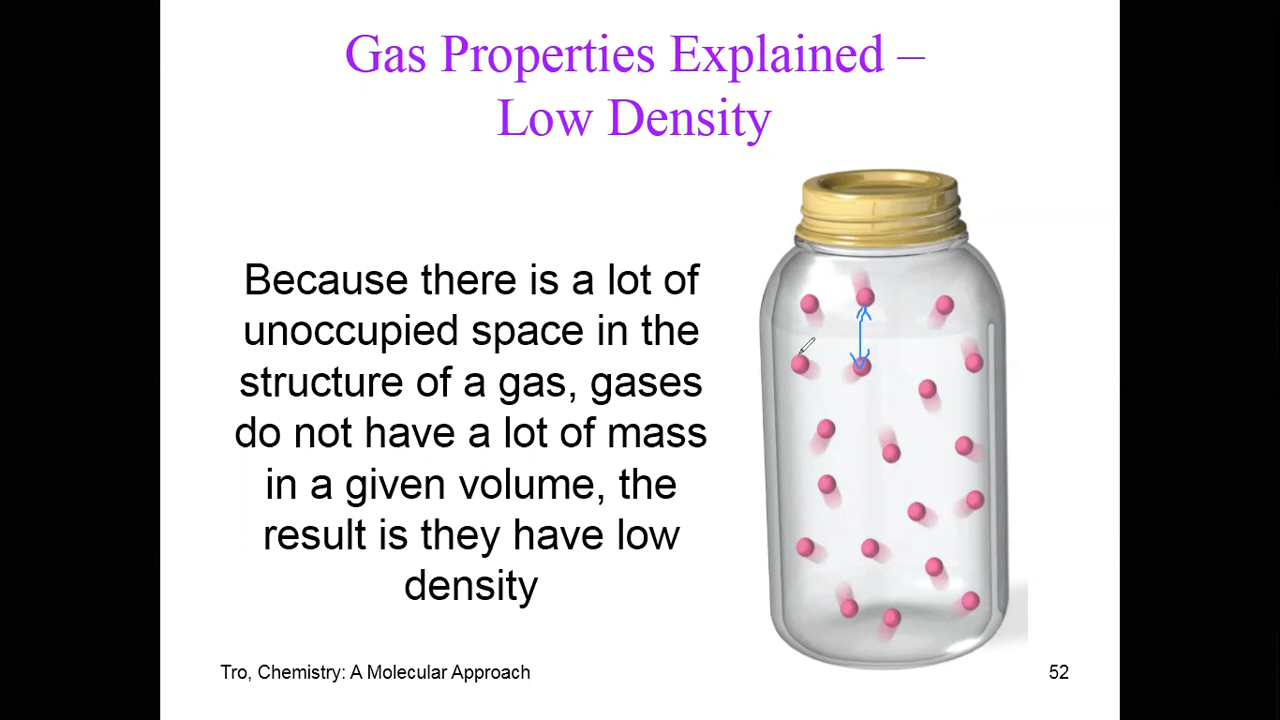 Gas Properties Explained –
Low Density
Because there is a lot of
unoccupied space in the
structure of a gas, gases
do not have a lot of mass
in a given volume, the
result is they have low
density
Tro, Chemistry: A Molecular Approach
52